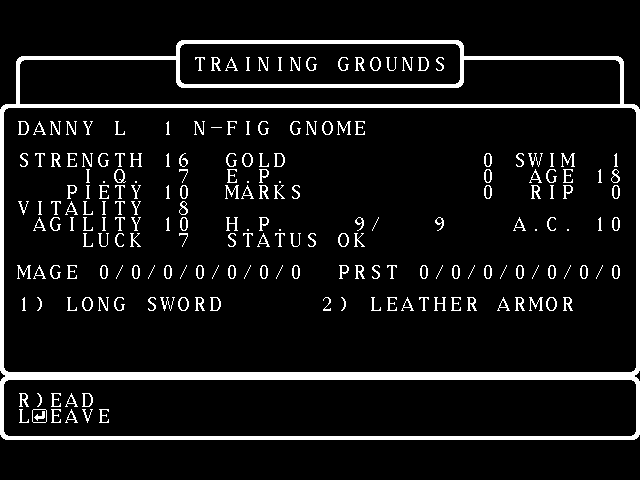 TRAINING GROUNDS
DANNY L 1 N-FIG GNOME
STRENGTH 16 GOLD 0 SWIM 1
I.Q. 7 E.P. 0 AGE 18
PIETY 10 MARKS 0 RIP 0
VITALITY 8
AGILITY 10 H.P. 9/ 9 A.C. 10
LUCK 7 STATUS OK
MAGE 0/0/0/0/0/0/0 PRST 0/0/0/0/0/0/0
1) LONG SWORD 2) LEATHER ARMOR
R)EAD
L↵EAVE